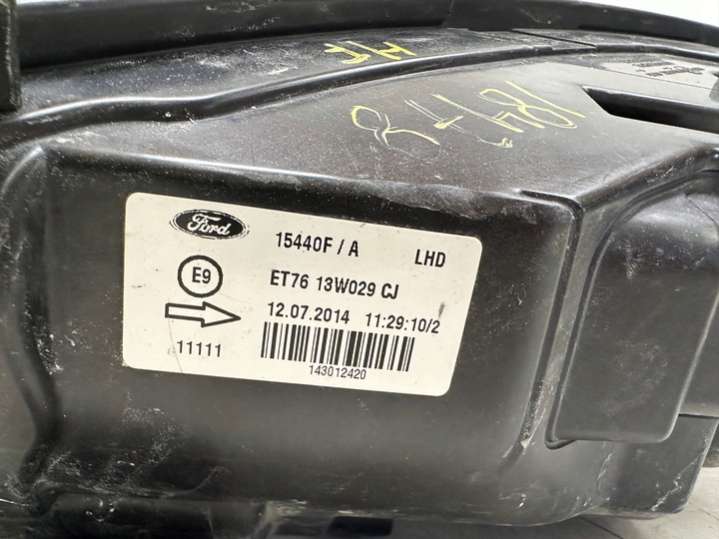 Ford
15440F / A LHD
E9
ET76 13W029 CJ
12.07.2014 11:29:10/2
11111
143012420